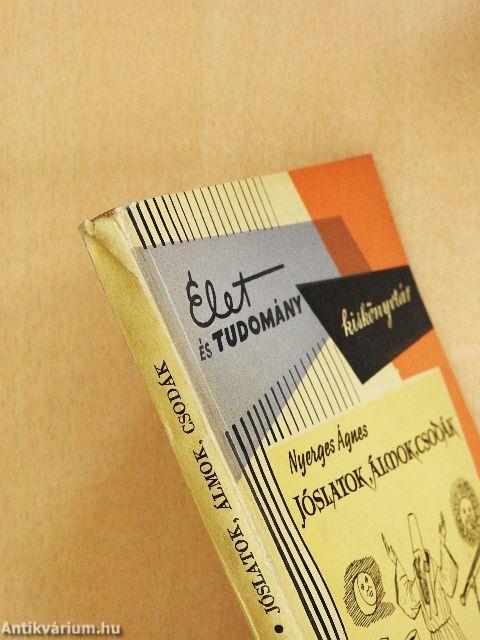 Élet
ÉS TUDOMÁNY
kiskönyvtár
Nyerges Ágnes
JÓSLATOK, ÁLMOK, CSODÁK
JÓSLATOK, ÁLMOK, CSODÁK •
Antikvárium.hu